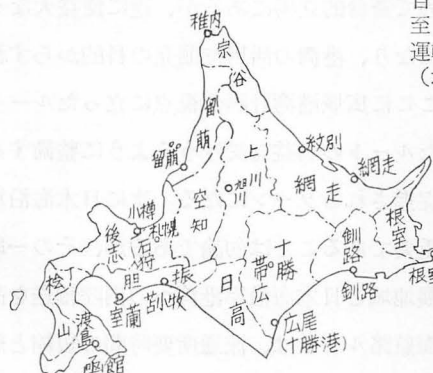 至
運
稚内
宗谷
留萌
留萌
上川
旭川
紋別
網走
網走
空知
小樽
札幌
石狩
後志
胆振
室蘭
苫小牧
日高
十勝
帯広
釧路
釧路
根室
広尾
(十勝港)
桧山
渡島
函館